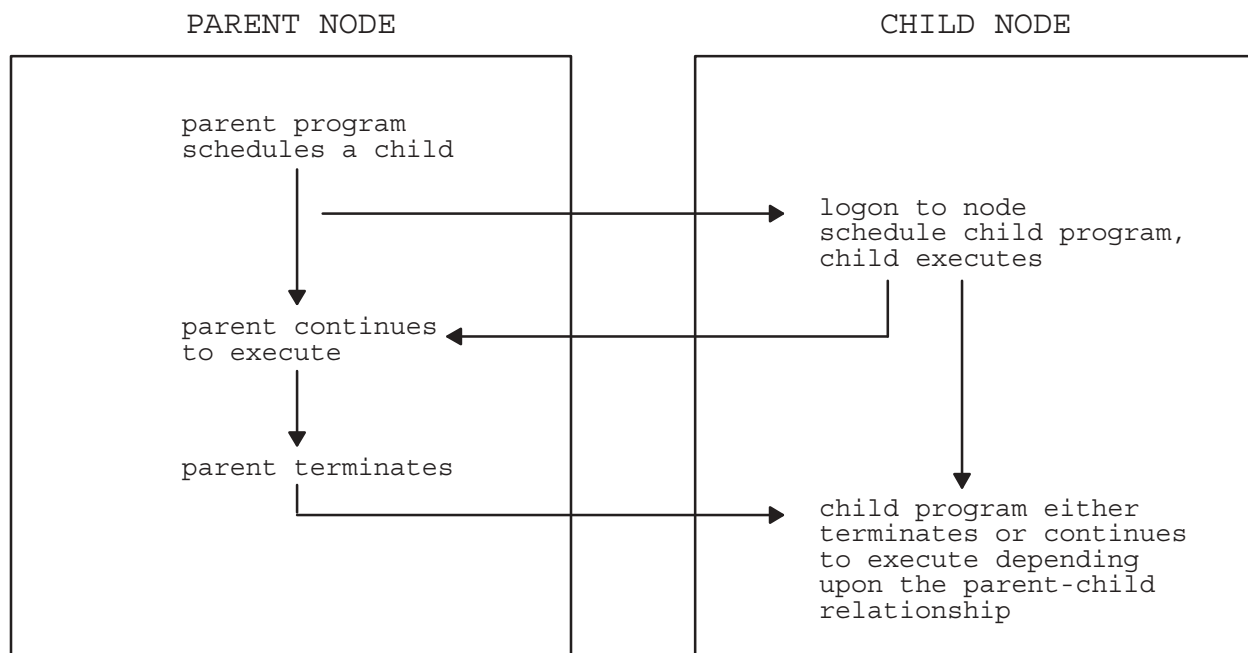 PARENT NODE
CHILD NODE
parent program
schedules a child
logon to node
schedule child program,
child executes
parent continues
to execute
parent terminates
child program either
terminates or continues
to execute depending
upon the parent-child
relationship